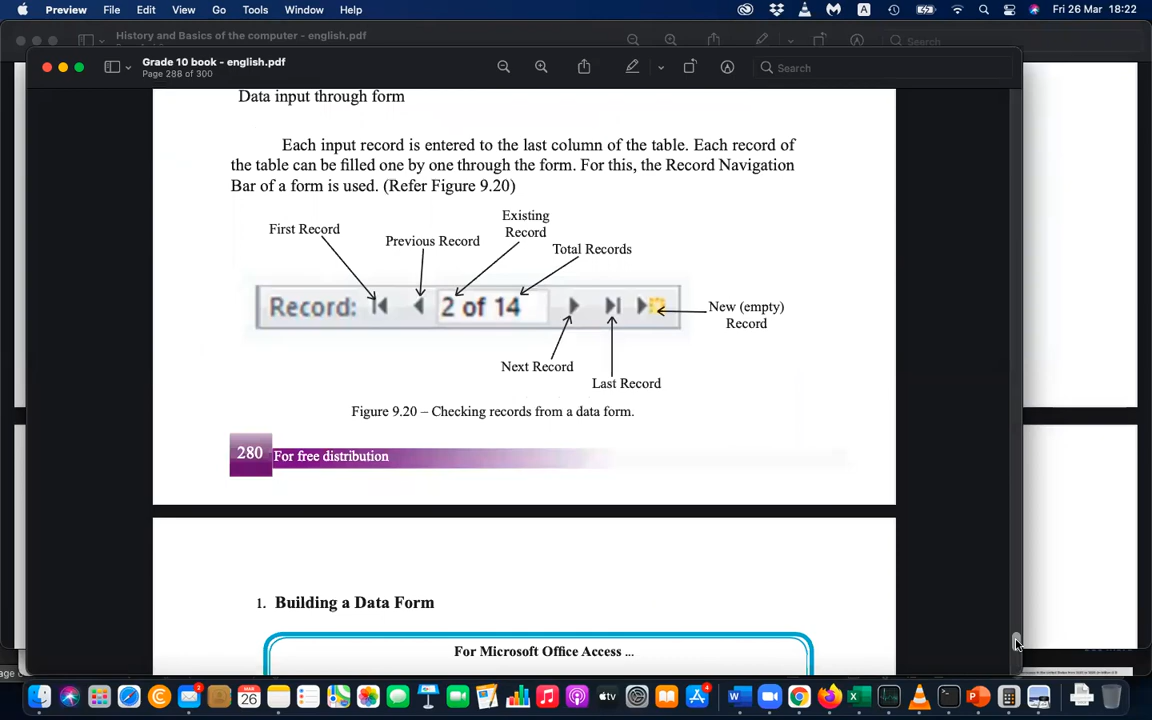 Preview File Edit View Go Tools Window Help A Fri 26 Mar 18:22
History and Basics of the computer - english.pdf Search
Grade 10 book - english.pdf
Page 288 of 300
Search
Data input through form
Each input record is entered to the last column of the table. Each record of
the table can be filled one by one through the form. For this, the Record Navigation
Bar of a form is used. (Refer Figure 9.20)
Existing
Record
First Record
Previous Record
Total Records
Record: 2 of 14
New (empty)
Record
Next Record
Last Record
Figure 9.20 – Checking records from a data form.
280 For free distribution
1. Building a Data Form
For Microsoft Office Access ...
2
MAR
26
tv
4
W
X
P